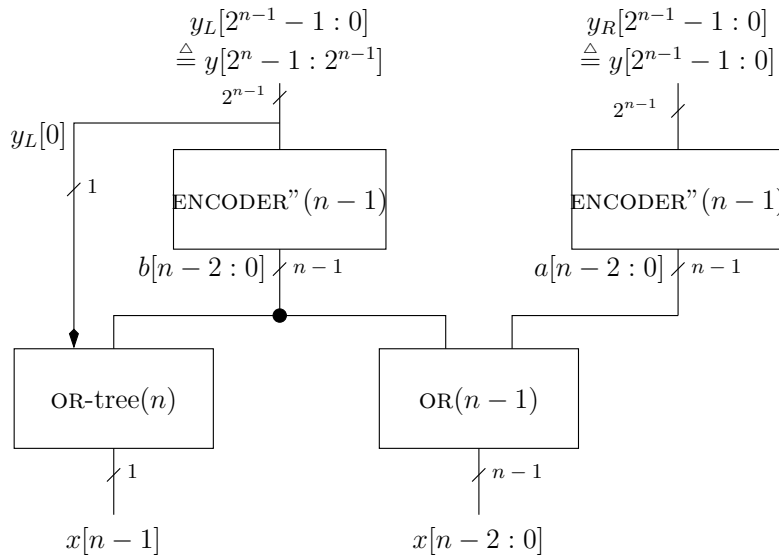 y_L[2^{n-1} - 1 : 0] y_R[2^{n-1} - 1 : 0]
≜ y[2^n - 1 : 2^{n-1}] ≜ y[2^{n-1} - 1 : 0]
2^{n-1} 2^{n-1}
y_L[0]
1
ENCODER”(n − 1) ENCODER”(n − 1)
b[n − 2 : 0] n − 1 a[n − 2 : 0] n − 1
OR-tree(n) OR(n − 1)
1 n − 1
x[n − 1] x[n − 2 : 0]